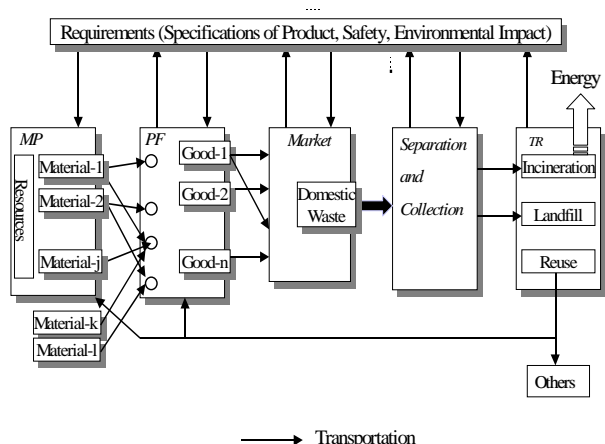 Requirements (Specifications of Product, Safety, Environmental Impact)
Energy
MP
PF
Market
Separation
and
Collection
TR
Resources
Material-1
Material-2
Material-j
Material-k
Material-l
Good-1
Good-2
Good-n
Domestic
Waste
Incineration
Landfill
Reuse
Others
Transportation